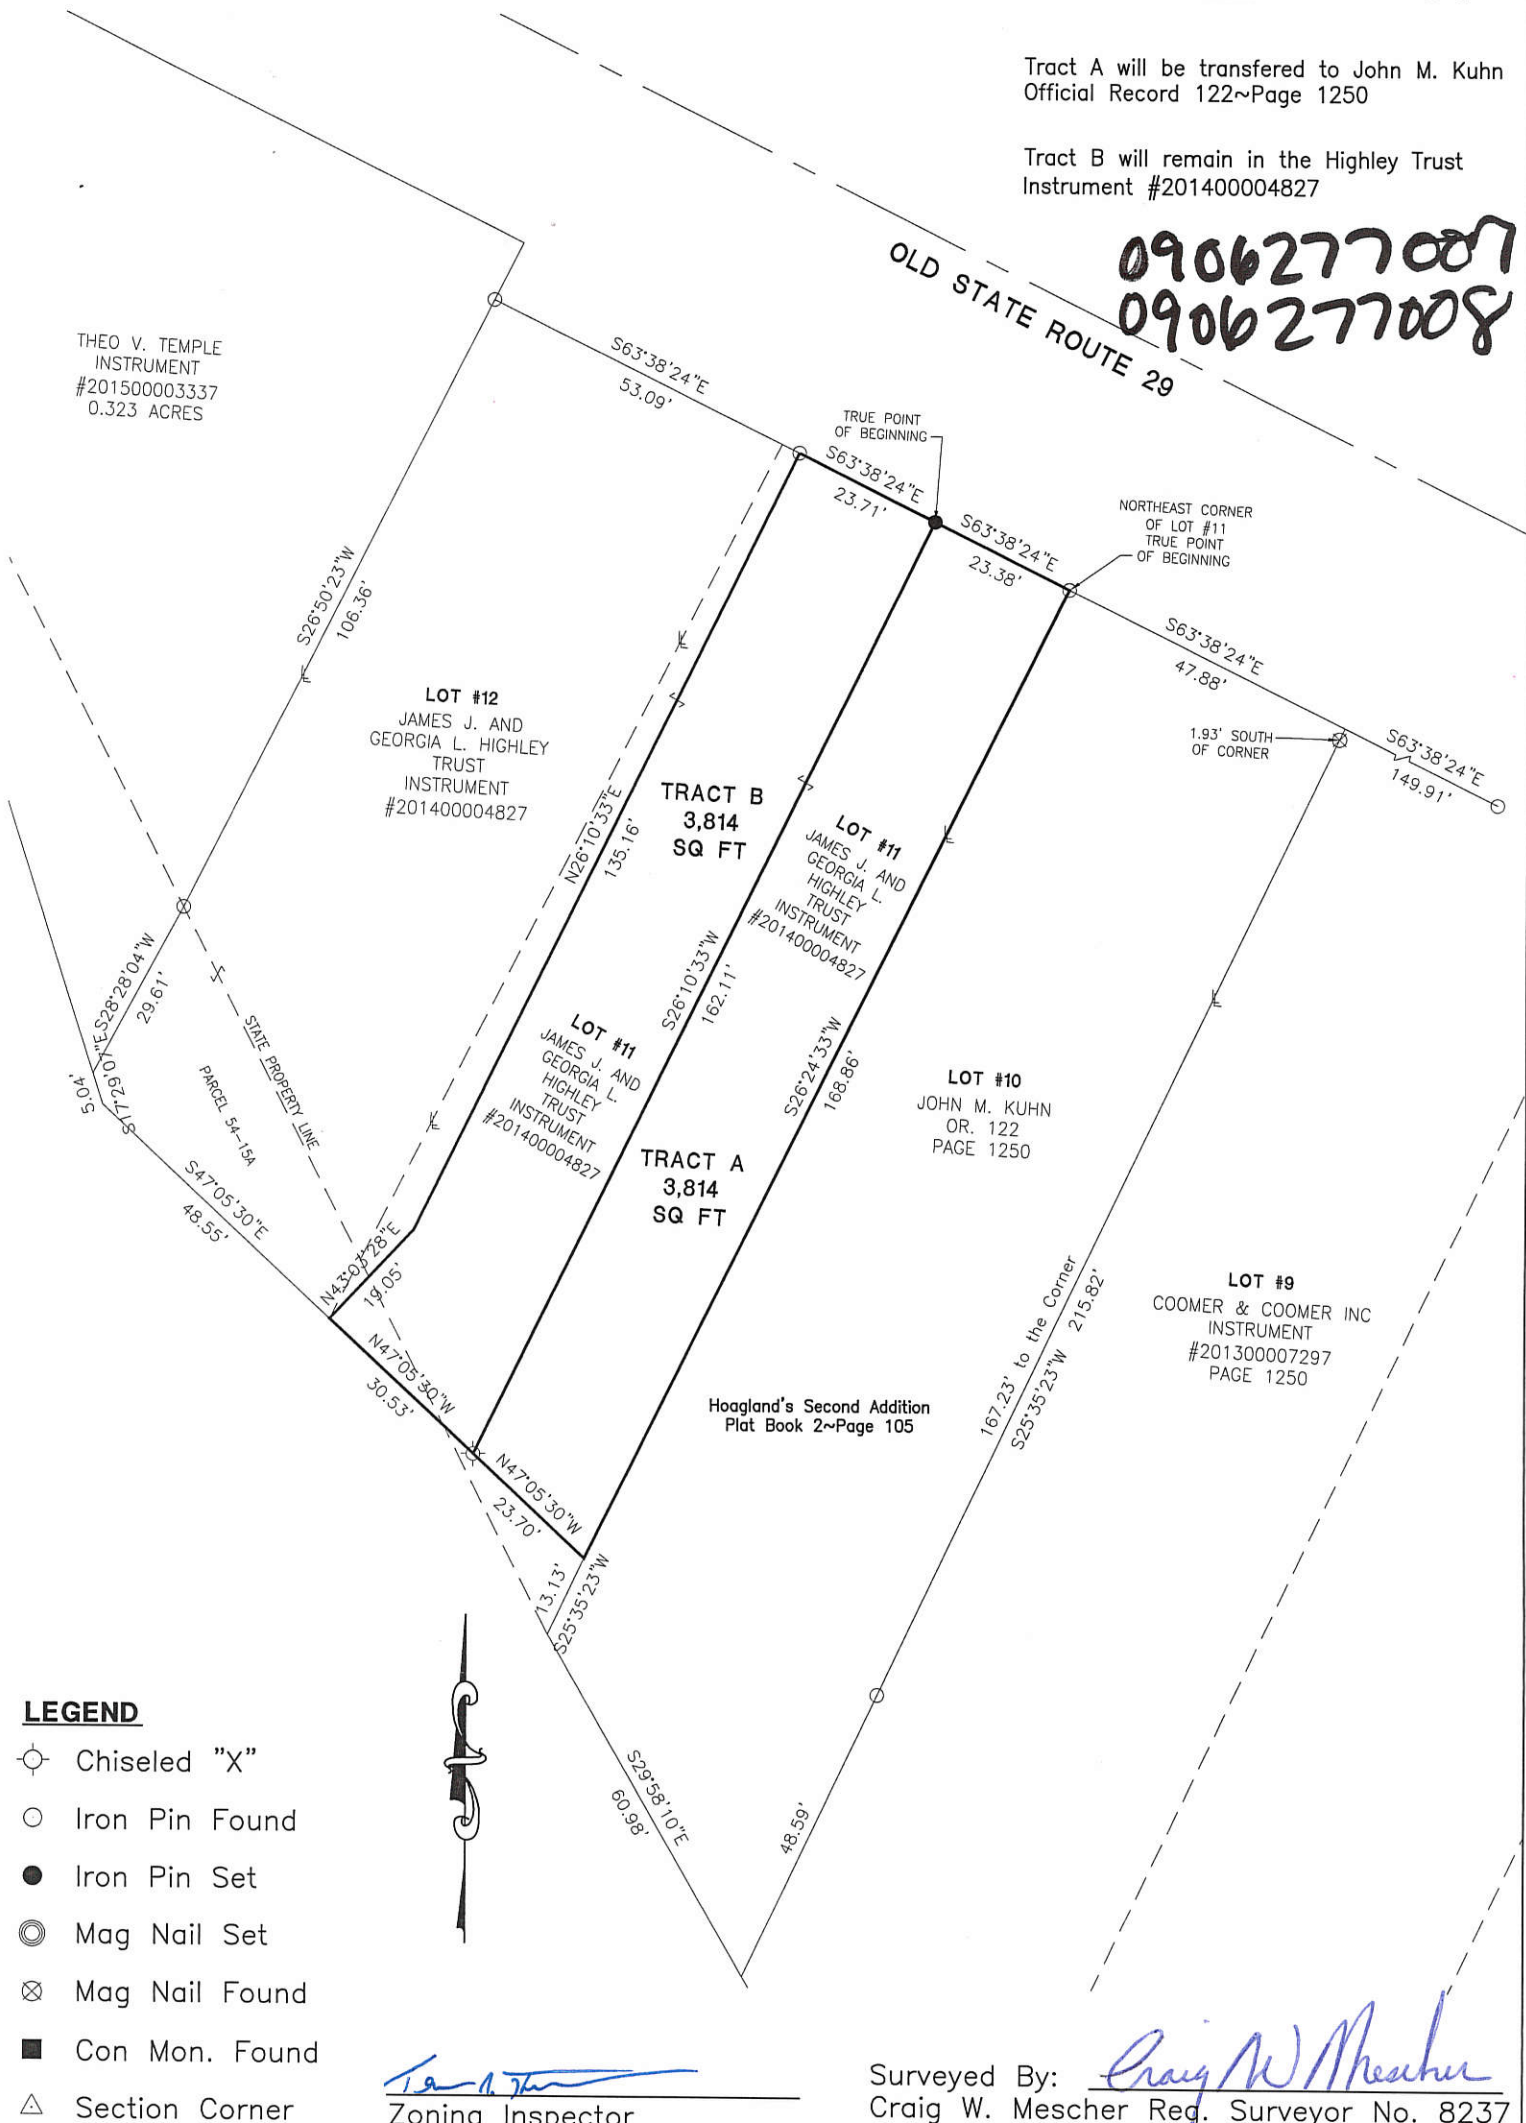 Tract A will be transfered to John M. Kuhn
Official Record 122~Page 1250
Tract B will remain in the Highley Trust
Instrument #201400004827
0906277007
0906277008
OLD STATE ROUTE 29
THEO V. TEMPLE
INSTRUMENT
#201500003337
0.323 ACRES
S63°38'24"E
53.09'
TRUE POINT
OF BEGINNING
S63°38'24"E
23.71'
S63°38'24"E
23.38'
NORTHEAST CORNER
OF LOT #11
TRUE POINT
OF BEGINNING
S63°38'24"E
47.88'
1.93' SOUTH
OF CORNER
S63°38'24"E
149.91'
S26°50'23"W
106.36'
LOT #12
JAMES J. AND
GEORGIA L. HIGHLEY
TRUST
INSTRUMENT
#201400004827
N26°10'33"E
135.16'
TRACT B
3,814
SQ FT
LOT #11
JAMES J. AND
GEORGIA L.
HIGHLEY
TRUST
INSTRUMENT
#201400004827
S26°10'33"W
162.11'
S28°28'04"W
29.61'
S17°29'07"E
5.04'
STATE PROPERTY LINE
PARCEL 54-15A
S47°05'30"E
48.55'
LOT #11
JAMES J. AND
GEORGIA L.
HIGHLEY
TRUST
INSTRUMENT
#201400004827
TRACT A
3,814
SQ FT
S26°24'33"W
168.86'
LOT #10
JOHN M. KUHN
OR. 122
PAGE 1250
N43°03'28"E
19.05'
N47°05'30"W
30.53'
N47°05'30"W
23.70'
13.13'
S25°35'23"W
Hoagland's Second Addition
Plat Book 2~Page 105
167.23' to the Corner
S25°35'23"W 215.82'
LOT #9
COOMER & COOMER INC
INSTRUMENT
#201300007297
PAGE 1250
S29°58'10"E
60.98'
48.59'
LEGEND
Chiseled "X"
Iron Pin Found
Iron Pin Set
Mag Nail Set
Mag Nail Found
Con Mon. Found
Section Corner
Zoning Inspector
Surveyed By: Craig W Mescher
Craig W. Mescher Reg. Surveyor No. 8237